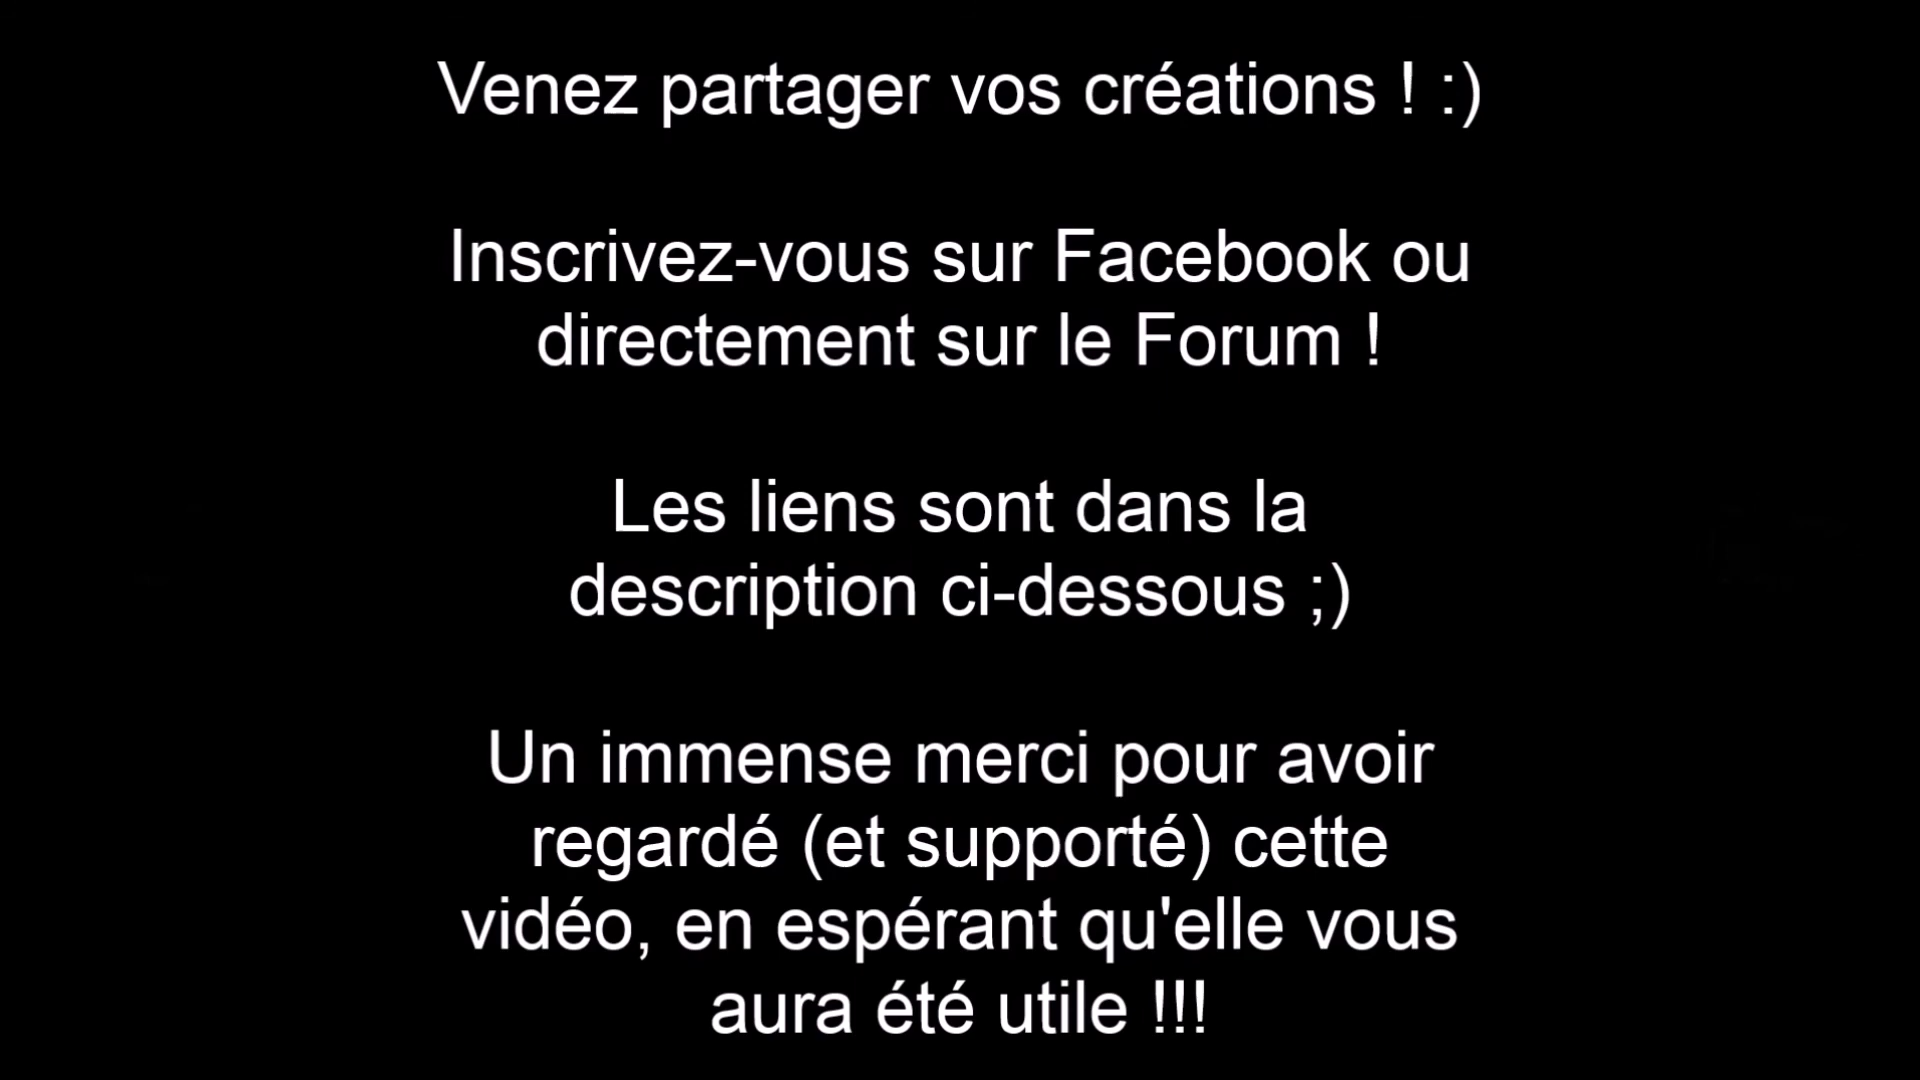 Venez partager vos créations ! :)
Inscrivez-vous sur Facebook ou
directement sur le Forum !
Les liens sont dans la
description ci-dessous ;)
Un immense merci pour avoir
regardé (et supporté) cette
vidéo, en espérant qu'elle vous
aura été utile !!!